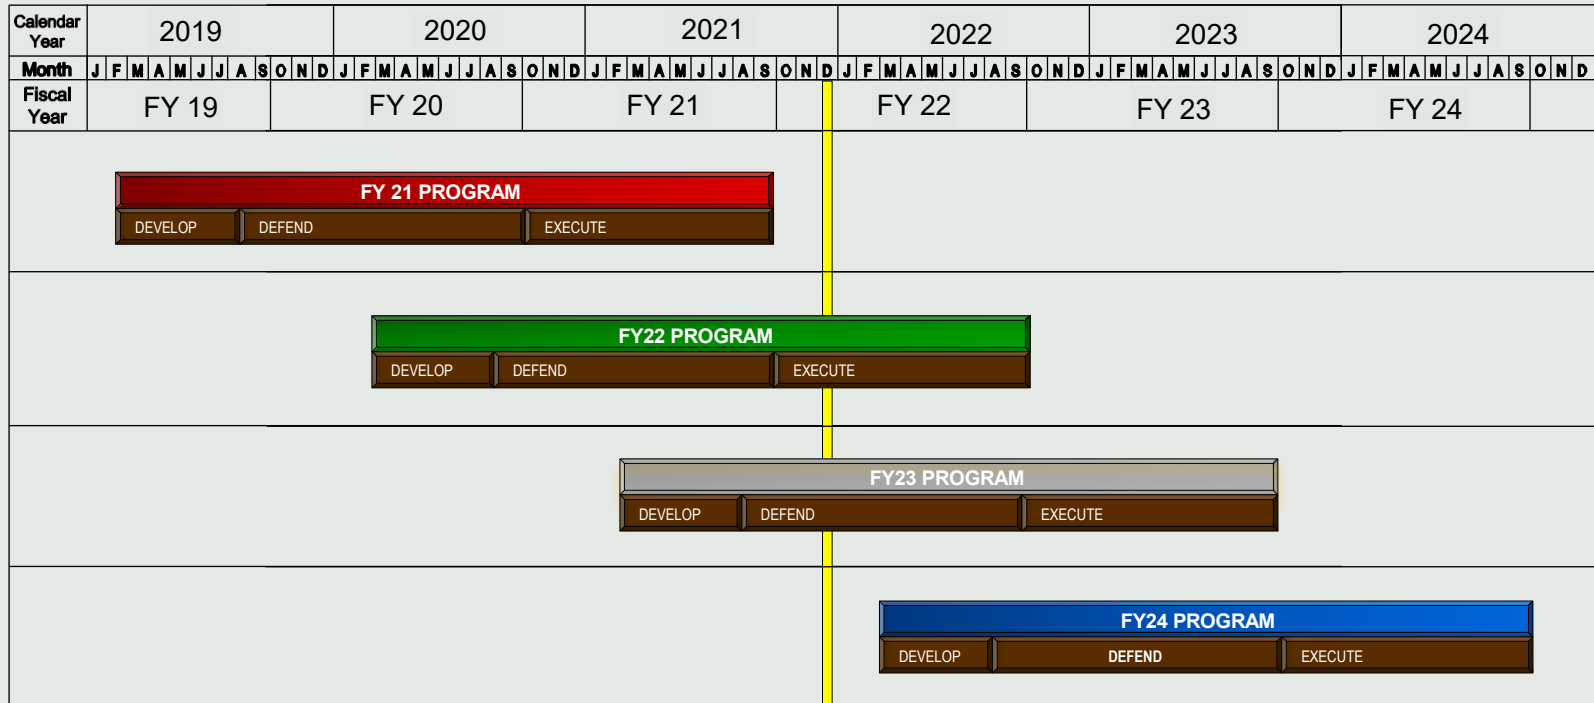 Calendar Year 2019 2020 2021 2022 2023 2024
Month J F M A M J J A S O N D J F M A M J J A S O N D J F M A M J J A S O N D J F M A M J J A S O N D J F M A M J J A S O N D J F M A M J J A S O N D
Fiscal Year FY 19 FY 20 FY 21 FY 22 FY 23 FY 24
FY 21 PROGRAM
DEVELOP DEFEND EXECUTE
FY22 PROGRAM
DEVELOP DEFEND EXECUTE
FY23 PROGRAM
DEVELOP DEFEND EXECUTE
FY24 PROGRAM
DEVELOP DEFEND EXECUTE